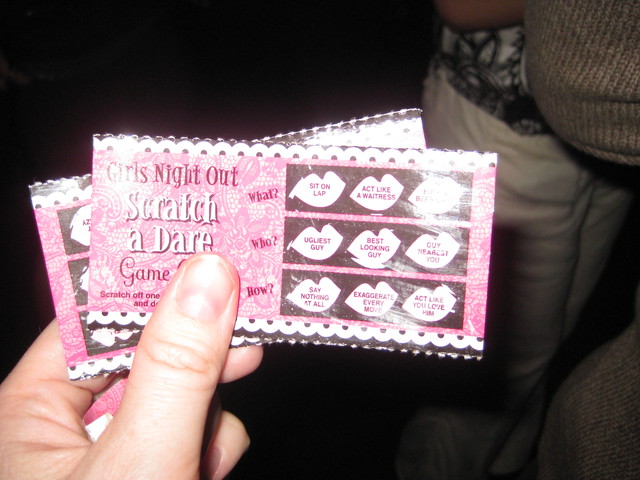 Girls Night Out
Scratch
a Dare
Game
Scratch off one
and d
What?
SIT ON
LAP
ACT LIKE
A WAITRESS
Who?
UGLIEST
GUY
BEST
LOOKING
GUY
GUY
NEAREST
YOU
How?
SAY
NOTHING
AT ALL
EXAGGERATE
EVERY
MOVE
ACT LIKE
YOU LOVE
HIM